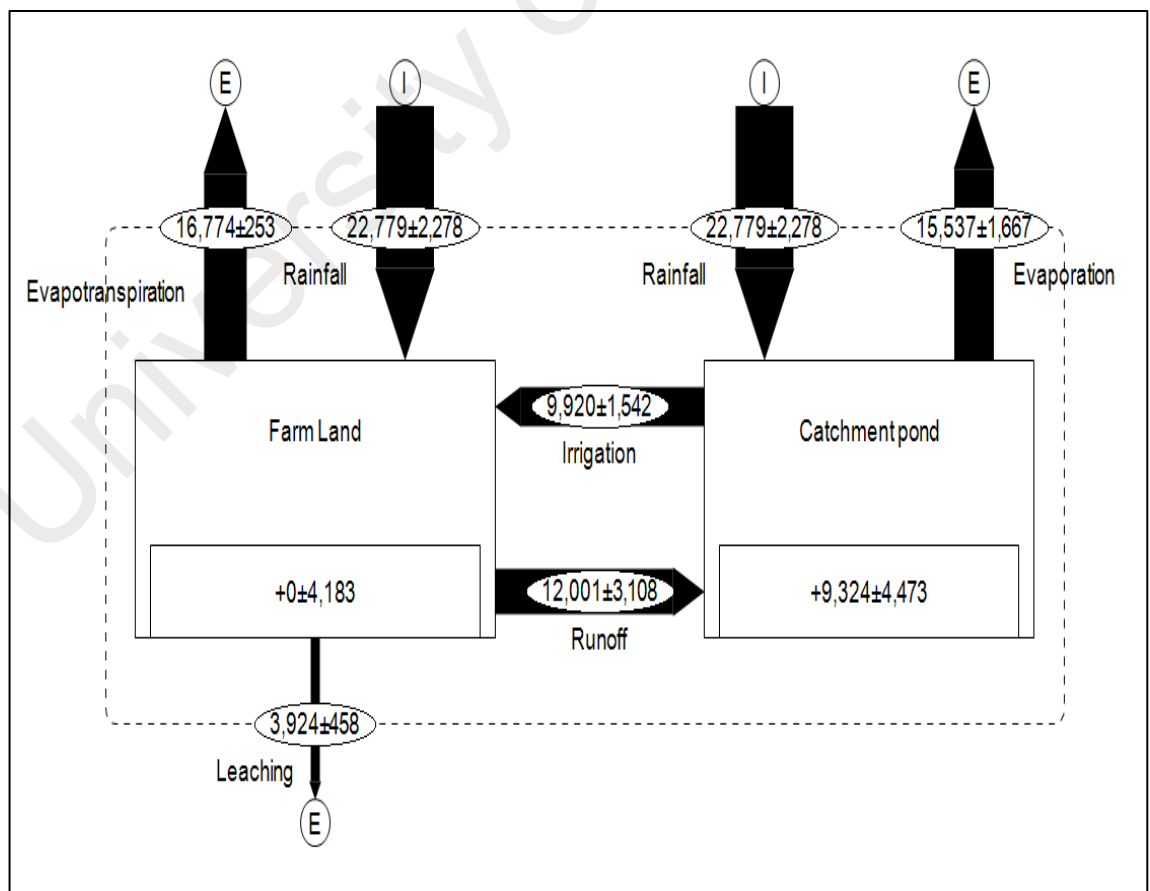 University
E
I
I
E
16,774±253
22,779±2,278
22,779±2,278
15,537±1,667
Evapotranspiration
Rainfall
Rainfall
Evaporation
Farm Land
9,920±1,542
Irrigation
Catchment pond
+0±4,183
12,001±3,108
Runoff
+9,324±4,473
3,924±458
Leaching
E